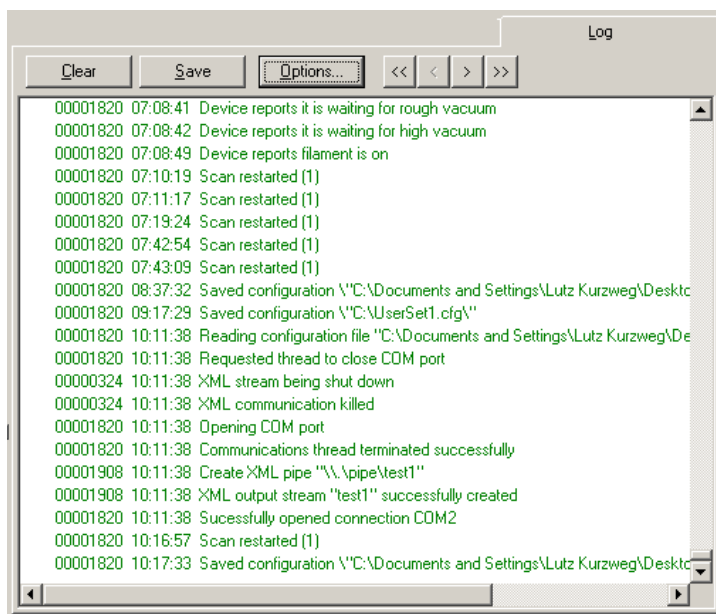 Log
Clear Save Options... << < > >>
00001820 07:08:41 Device reports it is waiting for rough vacuum
00001820 07:08:42 Device reports it is waiting for high vacuum
00001820 07:08:49 Device reports filament is on
00001820 07:10:19 Scan restarted (1)
00001820 07:11:17 Scan restarted (1)
00001820 07:19:24 Scan restarted (1)
00001820 07:42:54 Scan restarted (1)
00001820 07:43:09 Scan restarted (1)
00001820 08:37:32 Saved configuration \"C:\Documents and Settings\Lutz Kurzweg\Deskto
00001820 09:17:29 Saved configuration \"C:\UserSet1.cfg\"
00001820 10:11:38 Reading configuration file "C:\Documents and Settings\Lutz Kurzweg\De
00001820 10:11:38 Requested thread to close COM port
00000324 10:11:38 XML stream being shut down
00000324 10:11:38 XML communication killed
00001820 10:11:38 Opening COM port
00001820 10:11:38 Communications thread terminated successfully
00001908 10:11:38 Create XML pipe "\\.\pipe\test1"
00001908 10:11:38 XML output stream "test1" successfully created
00001820 10:11:38 Sucessfully opened connection COM2
00001820 10:16:57 Scan restarted (1)
00001820 10:17:33 Saved configuration \"C:\Documents and Settings\Lutz Kurzweg\Deskto